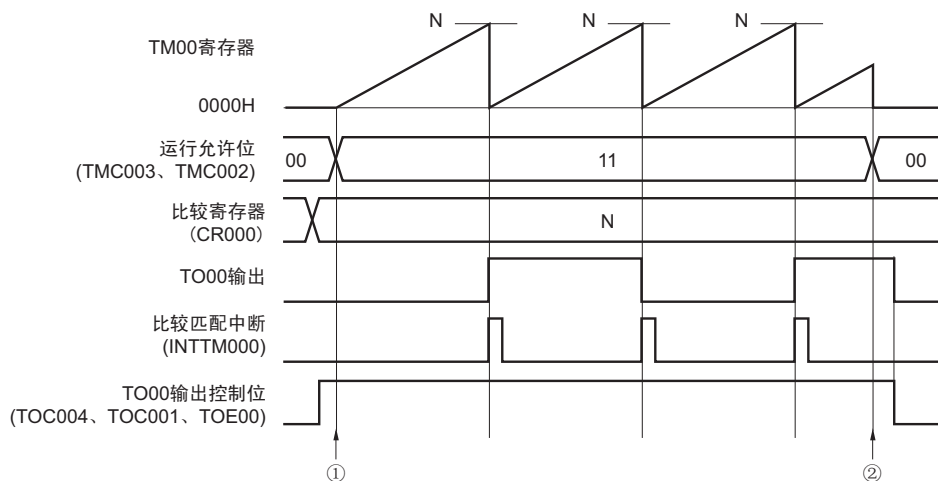 N N N
TM00寄存器
0000H
运行允许位
(TMC003、TMC002)
00 11 00
比较寄存器
(CR000)
N
TO00输出
比较匹配中断
(INTTM000)
TO00输出控制位
(TOC004、TOC001、TOE00)
① ②